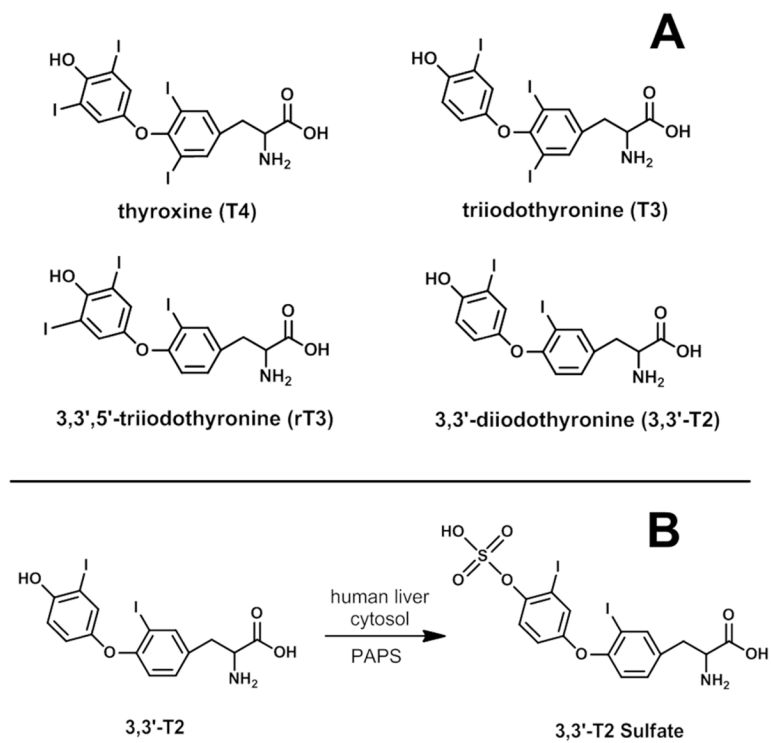 A
HO
I
I
I
O
I
O
OH
NH2
thyroxine (T4)
HO
I
I
O
I
O
OH
NH2
triiodothyronine (T3)
HO
I
I
I
O
O
OH
NH2
3,3',5'-triiodothyronine (rT3)
HO
I
I
O
O
OH
NH2
3,3'-diiodothyronine (3,3'-T2)
B
HO
I
I
O
O
OH
NH2
3,3'-T2
human liver
cytosol
PAPS
HO
O
S
O
O
I
I
O
O
OH
NH2
3,3'-T2 Sulfate